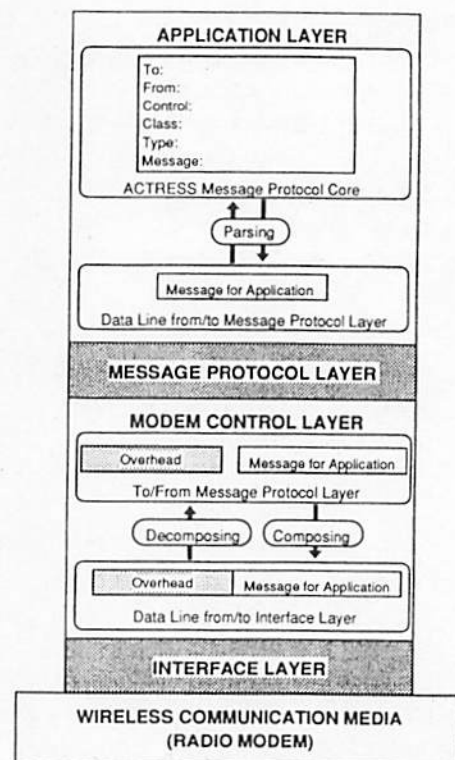 APPLICATION LAYER
To:
From:
Control:
Class:
Type:
Message:
ACTRESS Message Protocol Core
Parsing
Message for Application
Data Line from/to Message Protocol Layer
MESSAGE PROTOCOL LAYER
MODEM CONTROL LAYER
Overhead Message for Application
To/From Message Protocol Layer
Decomposing Composing
Overhead Message for Application
Data Line from/to Interface Layer
INTERFACE LAYER
WIRELESS COMMUNICATION MEDIA
(RADIO MODEM)